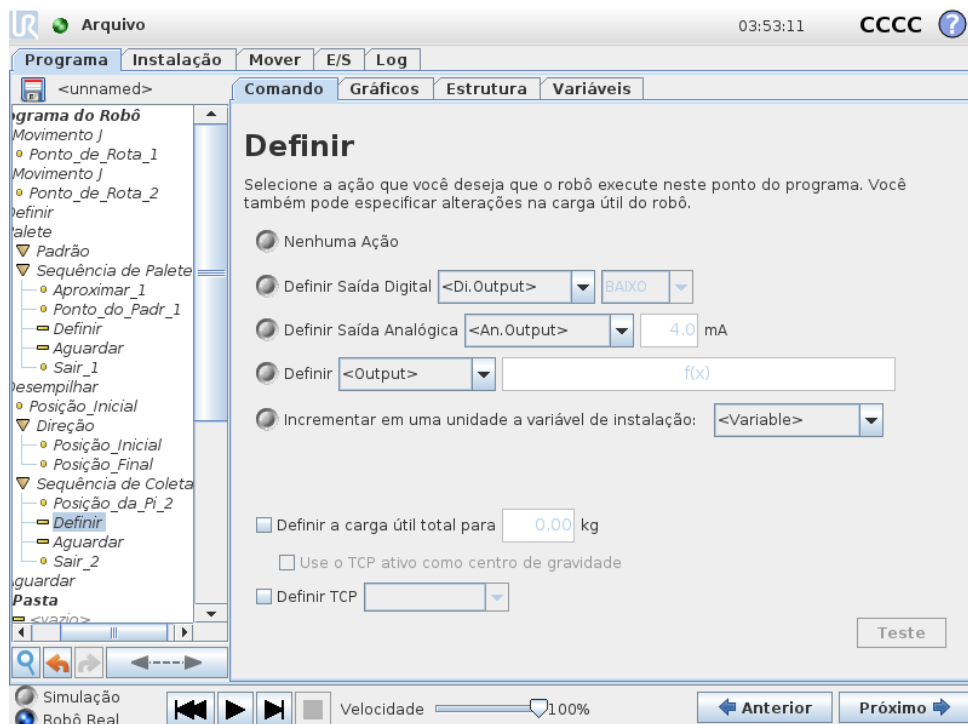 UR Arquivo 03:53:11 CCCC ?
Programa Instalação Mover E/S Log
<unnamed> Comando Gráficos Estrutura Variáveis
ograma do Robô
Movimento J
Ponto_de_Rota_1
Movimento J
Ponto_de_Rota_2
Definir
Palete
Padrão
Sequência de Palete
Aproximar_1
Ponto_do_Padr_1
Definir
Aguardar
Sair_1
Desempilhar
Posição_Inicial
Direção
Posição_Inicial
Posição_Final
Sequência de Coleta
Posição_da_Pi_2
Definir
Aguardar
Sair_2
guardar
Pasta
<vazio>
Definir
Selecione a ação que você deseja que o robô execute neste ponto do programa. Você
também pode especificar alterações na carga útil do robô.
Nenhuma Ação
Definir Saída Digital <Di.Output> BAIXO
Definir Saída Analógica <An.Output> 4.0 mA
Definir <Output> f(x)
Incrementar em uma unidade a variável de instalação: <Variable>
Definir a carga útil total para 0.00 kg
Use o TCP ativo como centro de gravidade
Definir TCP
Teste
Simulação
Robô Real
Velocidade 100%
Anterior Próximo